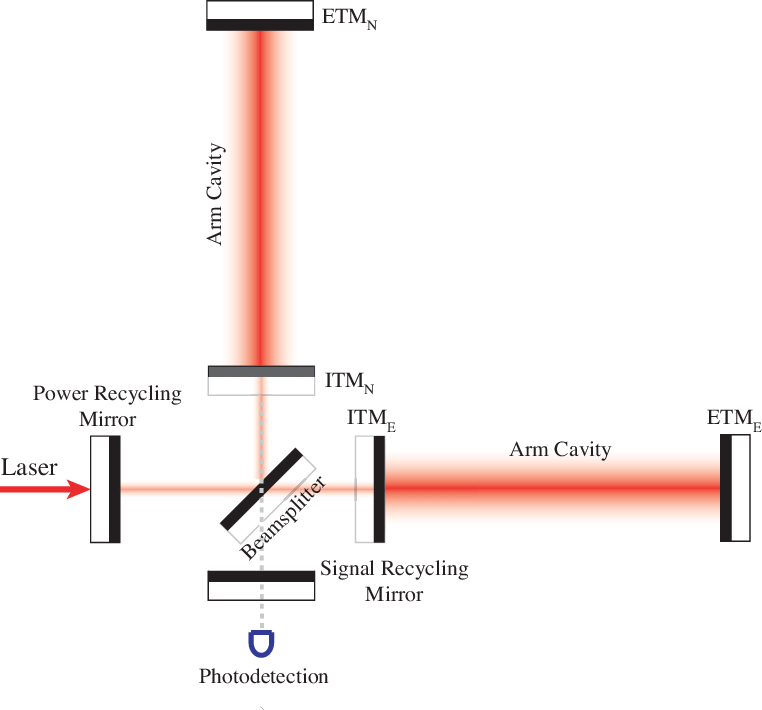 ETM_N
Arm Cavity
ITM_N
Power Recycling
Mirror
ITM_E
ETM_E
Arm Cavity
Laser
Beamsplitter
Signal Recycling
Mirror
Photodetection